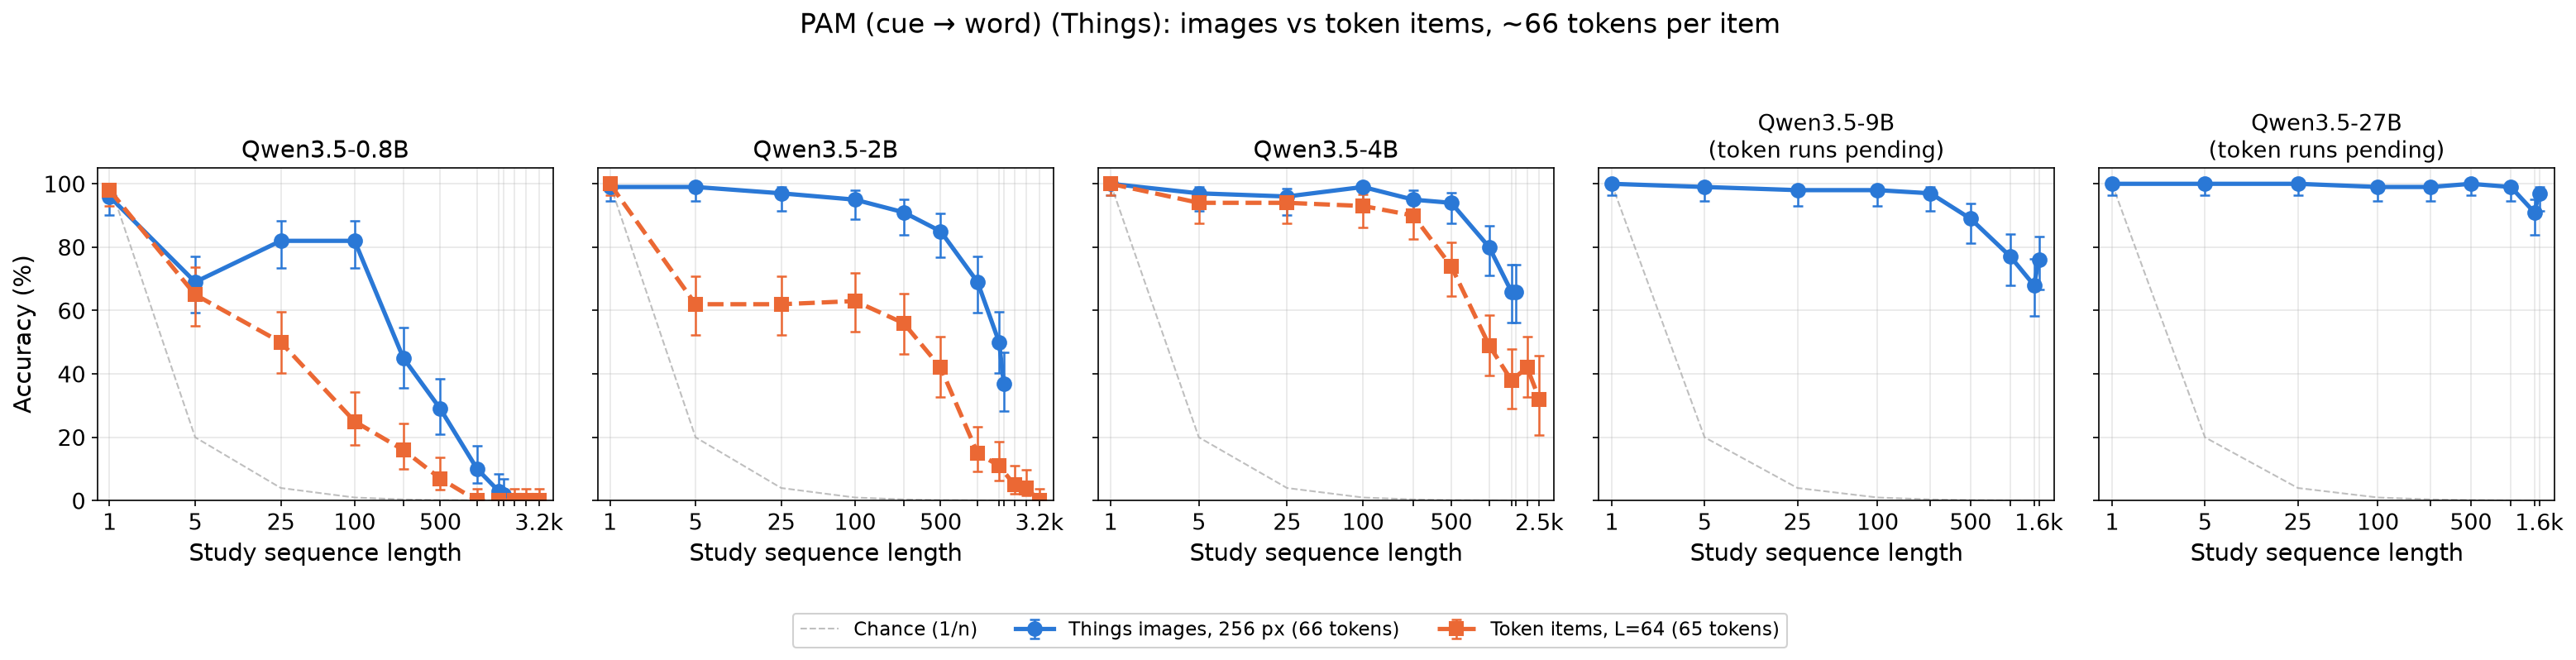 PAM (cue → word) (Things): images vs token items, ~66 tokens per item
Qwen3.5-0.8B
Qwen3.5-2B
Qwen3.5-4B
Qwen3.5-9B
(token runs pending)
Qwen3.5-27B
(token runs pending)
Accuracy (%)
100
80
60
40
20
0
1 5 25 100 500 3.2k
1 5 25 100 500 3.2k
1 5 25 100 500 2.5k
1 5 25 100 500 1.6k
1 5 25 100 500 1.6k
Study sequence length
Study sequence length
Study sequence length
Study sequence length
Study sequence length
Chance (1/n)
Things images, 256 px (66 tokens)
Token items, L=64 (65 tokens)